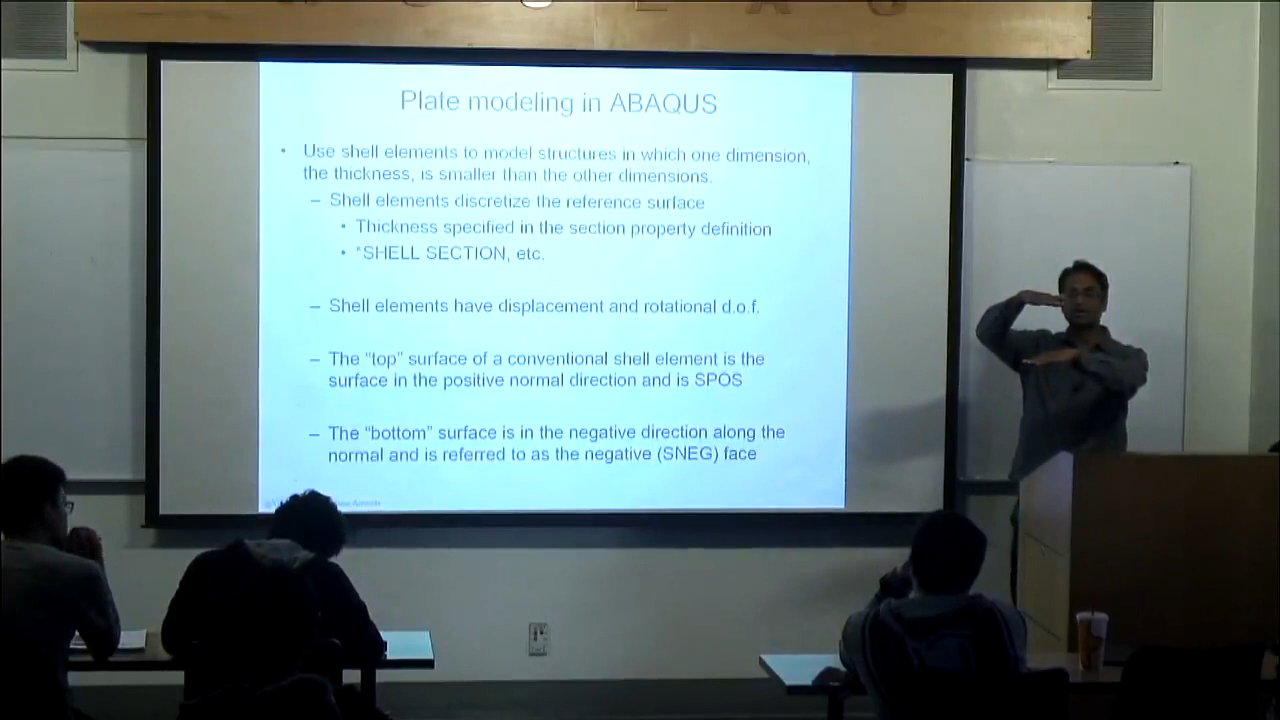 Plate modeling in ABAQUS
• Use shell elements to model structures in which one dimension,
the thickness, is smaller than the other dimensions.
– Shell elements discretize the reference surface
• Thickness specified in the section property definition
• *SHELL SECTION, etc.
– Shell elements have displacement and rotational d.o.f.
– The “top” surface of a conventional shell element is the
surface in the positive normal direction and is SPOS
– The “bottom” surface is in the negative direction along the
normal and is referred to as the negative (SNEG) face